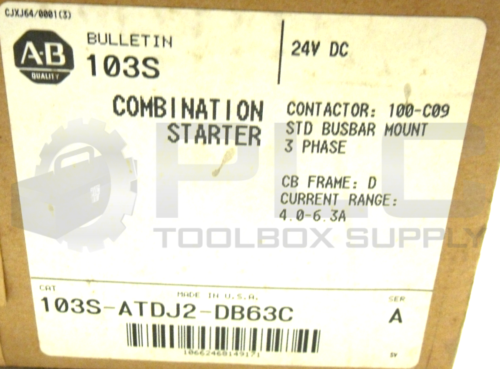 CJXJ64/0001(3)
A-B
QUALITY
BULLETIN
103S
24V DC
COMBINATION
STARTER
CONTACTOR: 100-C09
STD BUSBAR MOUNT
3 PHASE
CB FRAME: D
CURRENT RANGE:
4.0-6.3A
PLC
TOOLBOX SUPPLY
CAT
MADE IN U.S.A.
SER
103S-ATDJ2-DB63C
A
10662468149171